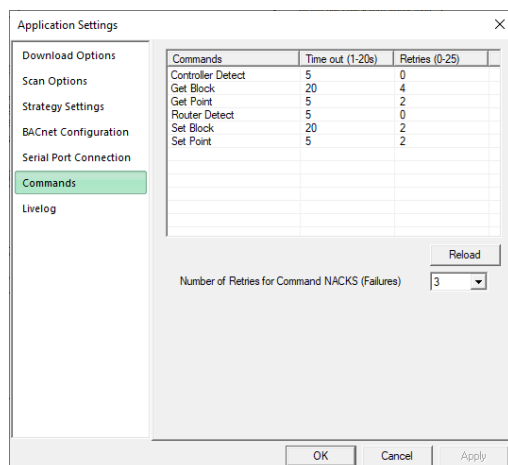 Application Settings
Download Options
Scan Options
Strategy Settings
BACnet Configuration
Serial Port Connection
Commands
Livelog
Commands Time out (1-20s) Retries (0-25)
Controller Detect 5 0
Get Block 20 4
Get Point 5 2
Router Detect 5 0
Set Block 20 2
Set Point 5 2
Reload
Number of Retries for Command NACKS (Failures) 3
OK Cancel Apply